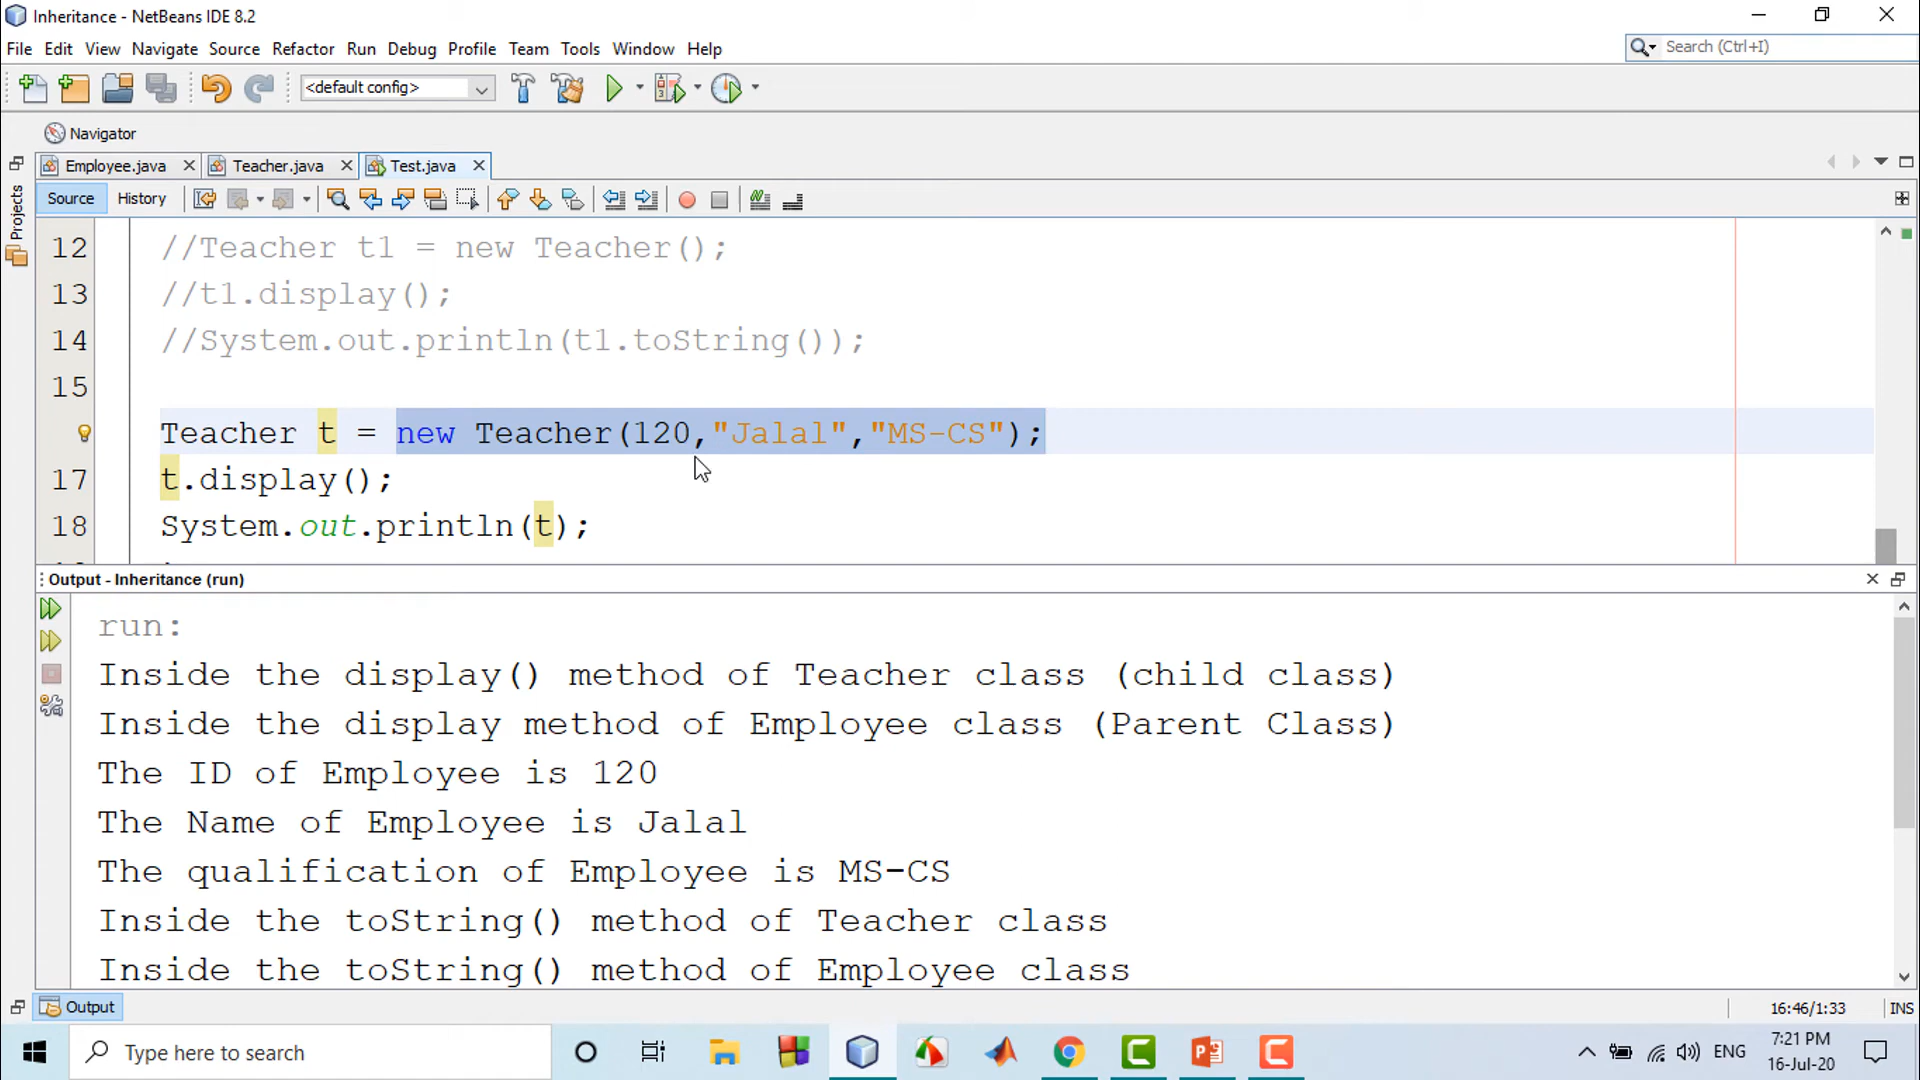 Inheritance - NetBeans IDE 8.2
File Edit View Navigate Source Refactor Run Debug Profile Team Tools Window Help
Search (Ctrl+I)
<default config>
Navigator
Projects
Employee.java Teacher.java Test.java
Source History
12 //Teacher t1 = new Teacher();
13 //t1.display();
14 //System.out.println(t1.toString());
15
Teacher t = new Teacher(120,"Jalal","MS-CS");
17 t.display();
18 System.out.println(t);
Output - Inheritance (run)
run:
Inside the display() method of Teacher class (child class)
Inside the display method of Employee class (Parent Class)
The ID of Employee is 120
The Name of Employee is Jalal
The qualification of Employee is MS-CS
Inside the toString() method of Teacher class
Inside the toString() method of Employee class
Output
16:46/1:33 INS
Type here to search
ENG
7:21 PM
16-Jul-20